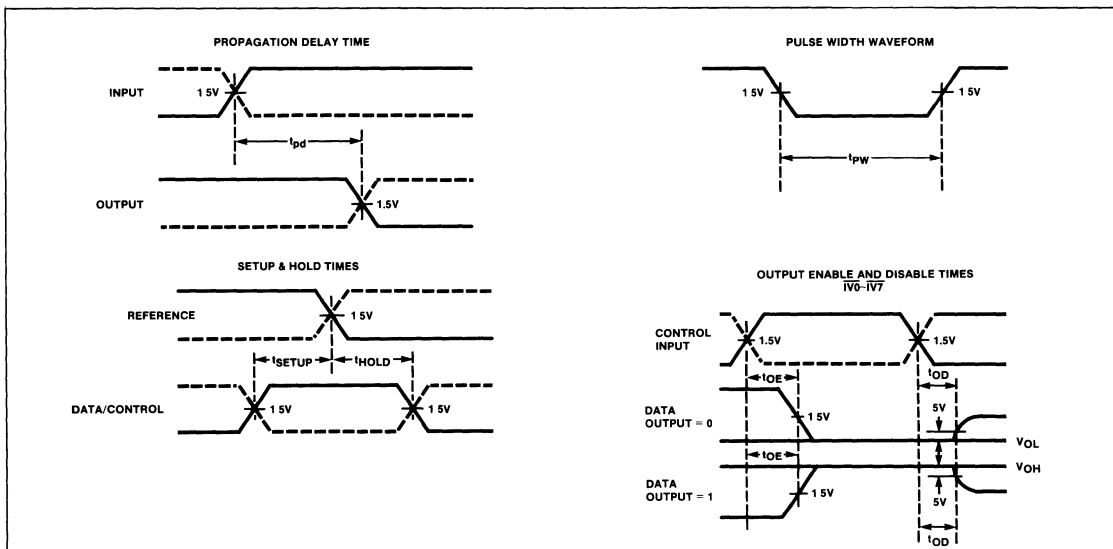 PROPAGATION DELAY TIME
INPUT
1 5V
tpd
OUTPUT
1.5V
PULSE WIDTH WAVEFORM
1 5V
1 5V
tPW
SETUP & HOLD TIMES
REFERENCE
1 5V
tSETUP
tHOLD
DATA/CONTROL
1 5V
1 5V
OUTPUT ENABLE AND DISABLE TIMES
IV0~IV7
CONTROL
INPUT
1.5V
1.5V
tOE
tOD
DATA
OUTPUT = 0
1 5V
5V
VOL
tOE
VOH
DATA
OUTPUT = 1
1 5V
5V
tOD